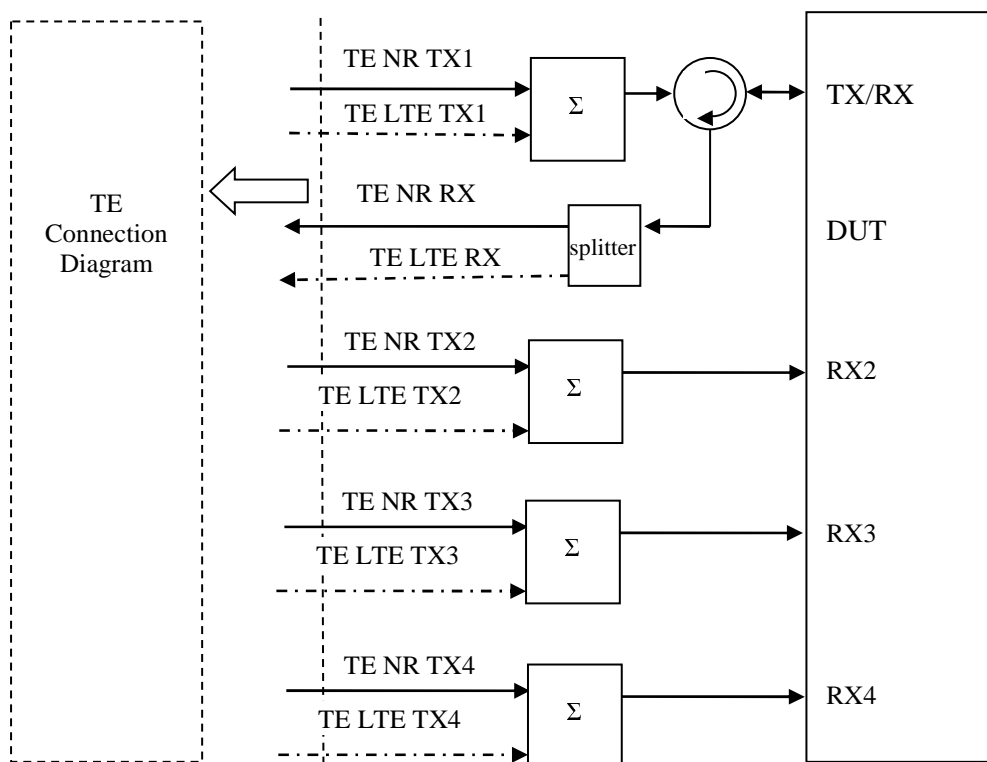 TE
Connection
Diagram
TE NR TX1
TE LTE TX1
Σ
TE NR RX
TE LTE RX
splitter
TE NR TX2
TE LTE TX2
Σ
TE NR TX3
TE LTE TX3
Σ
TE NR TX4
TE LTE TX4
Σ
TX/RX
DUT
RX2
RX3
RX4